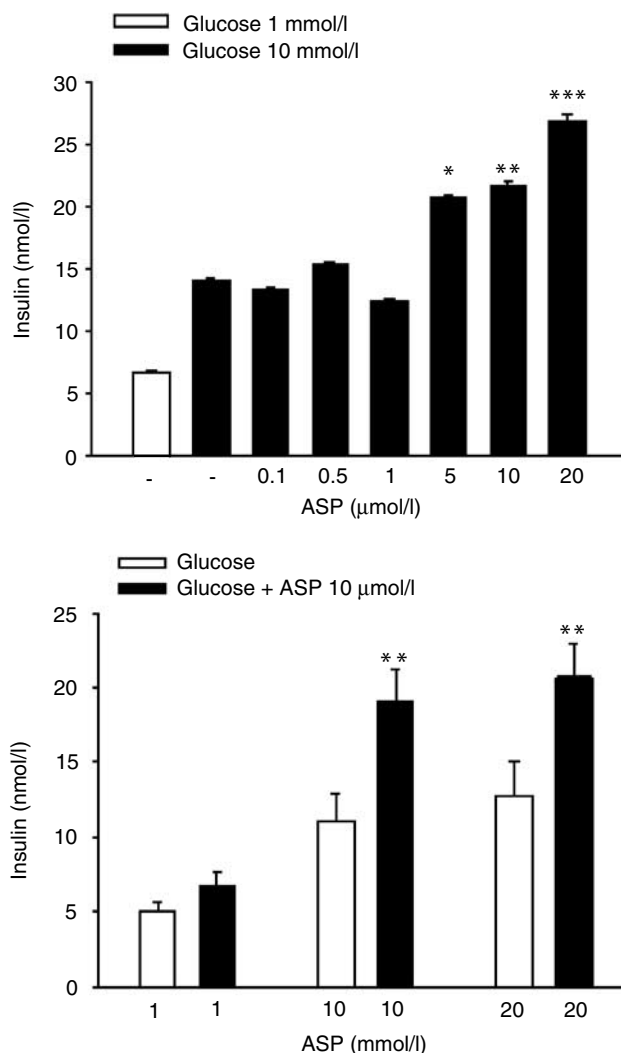 Glucose 1 mmol/l
Glucose 10 mmol/l
30
***
25
* **
20
15
10
5
0
Insulin (nmol/l)
- - 0.1 0.5 1 5 10 20
ASP (μmol/l)
Glucose
Glucose + ASP 10 μmol/l
25
** **
20
15
10
5
0
Insulin (nmol/l)
1 1 10 10 20 20
ASP (mmol/l)